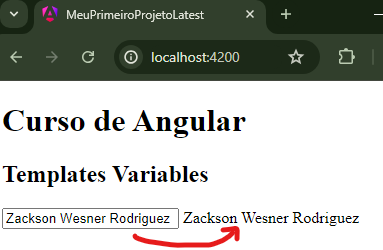 MeuPrimeiroProjetoLatest
localhost:4200
Curso de Angular
Templates Variables
Zackson Wesner Rodriguez Zackson Wesner Rodriguez